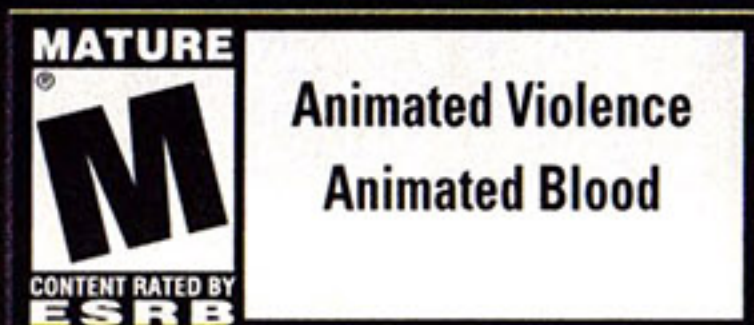 MATURE
®
M
CONTENT RATED BY
ESRB
Animated Violence
Animated Blood